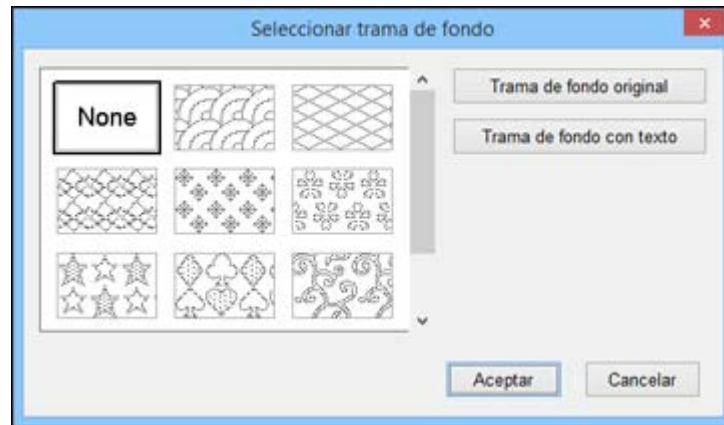 Seleccionar trama de fondo
None
Trama de fondo original
Trama de fondo con texto
Aceptar
Cancelar